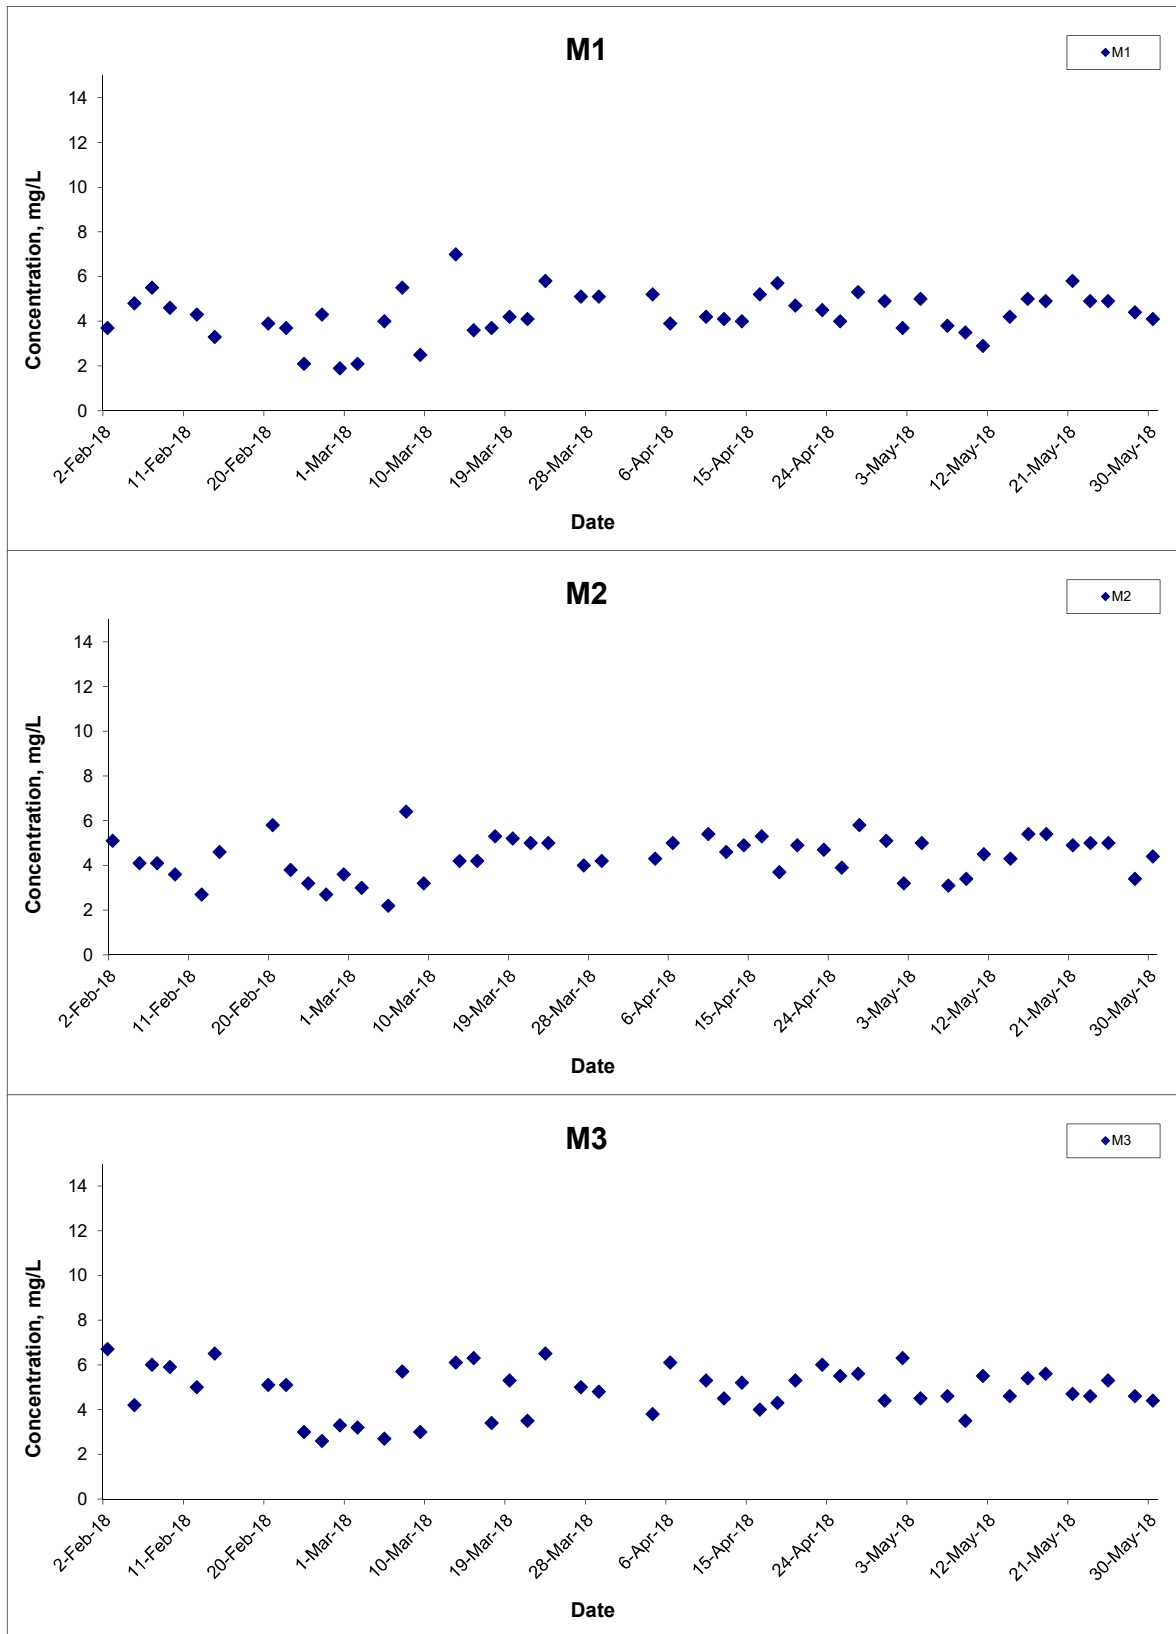 M1
M1
Concentration, mg/L
14
12
10
8
6
4
2
0
2-Feb-18
11-Feb-18
20-Feb-18
1-Mar-18
10-Mar-18
19-Mar-18
28-Mar-18
6-Apr-18
15-Apr-18
24-Apr-18
3-May-18
12-May-18
21-May-18
30-May-18
Date
M2
M2
Concentration, mg/L
14
12
10
8
6
4
2
0
2-Feb-18
11-Feb-18
20-Feb-18
1-Mar-18
10-Mar-18
19-Mar-18
28-Mar-18
6-Apr-18
15-Apr-18
24-Apr-18
3-May-18
12-May-18
21-May-18
30-May-18
Date
M3
M3
Concentration, mg/L
14
12
10
8
6
4
2
0
2-Feb-18
11-Feb-18
20-Feb-18
1-Mar-18
10-Mar-18
19-Mar-18
28-Mar-18
6-Apr-18
15-Apr-18
24-Apr-18
3-May-18
12-May-18
21-May-18
30-May-18
Date